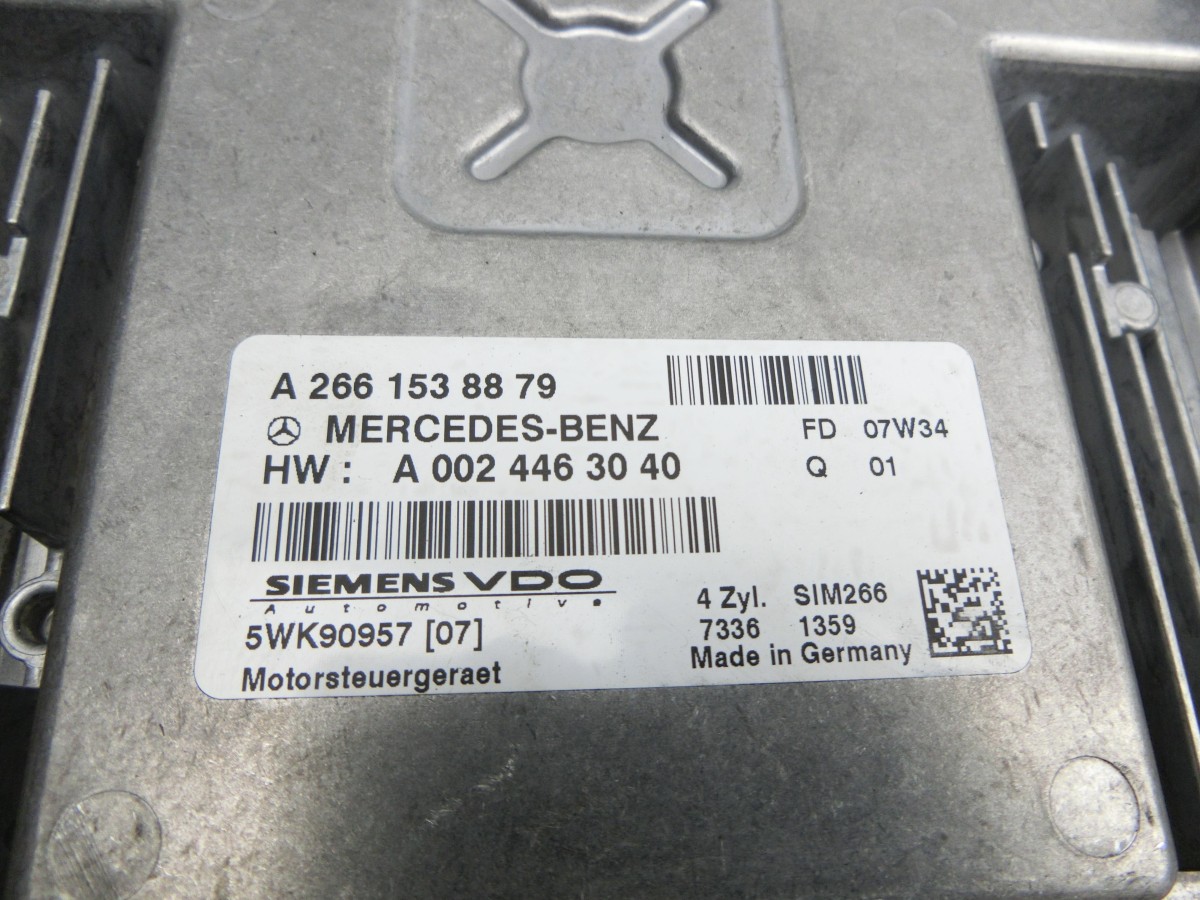 A 266 153 88 79
MERCEDES-BENZ FD 07W34
HW : A 002 446 30 40 Q 01
SIEMENS VDO
Automotive
4 Zyl. SIM266
5WK90957 [07] 7336 1359
Motorsteuergeraet Made in Germany